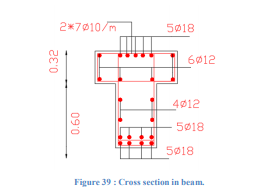 2*7Ø10/m
5Ø18
0.32
6Ø12
0.60
4Ø12
5Ø18
5Ø18
Figure 39 : Cross section in beam.